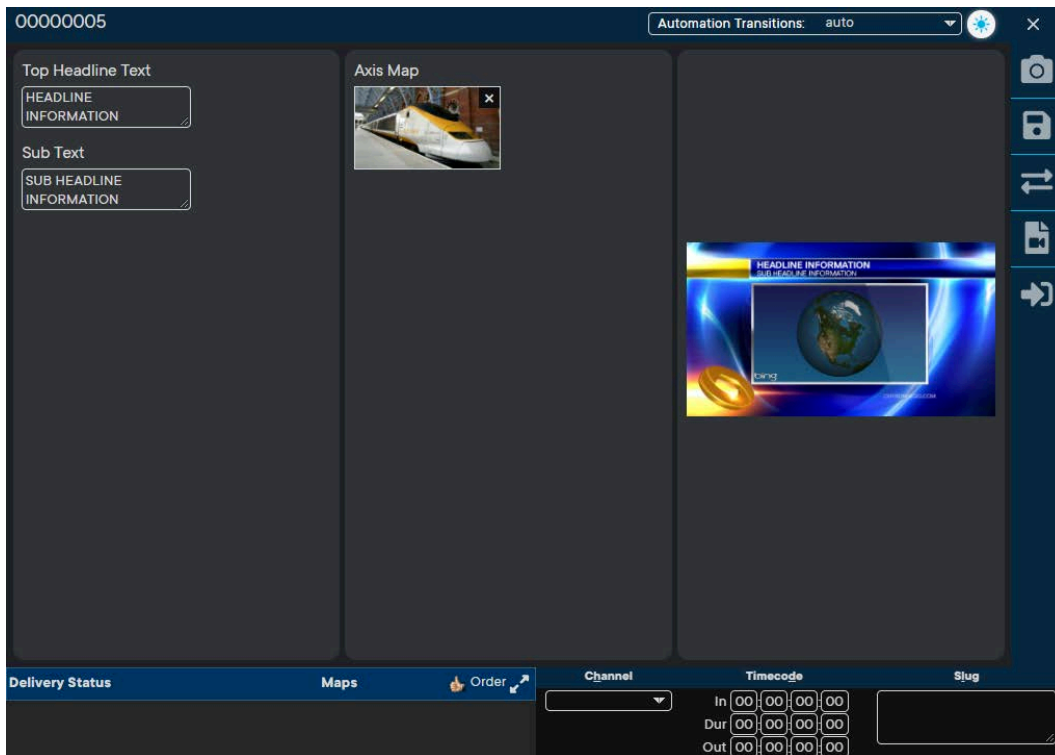 00000005
Automation Transitions: auto
Top Headline Text
HEADLINE
INFORMATION
Sub Text
SUB HEADLINE
INFORMATION
Axis Map
HEADLINE INFORMATION
SUB HEADLINE INFORMATION
bing
Delivery Status
Maps
Order
Channel
Timecode
Slug
In 00:00:00:00
Dur 00:00:00:00
Out 00:00:00:00